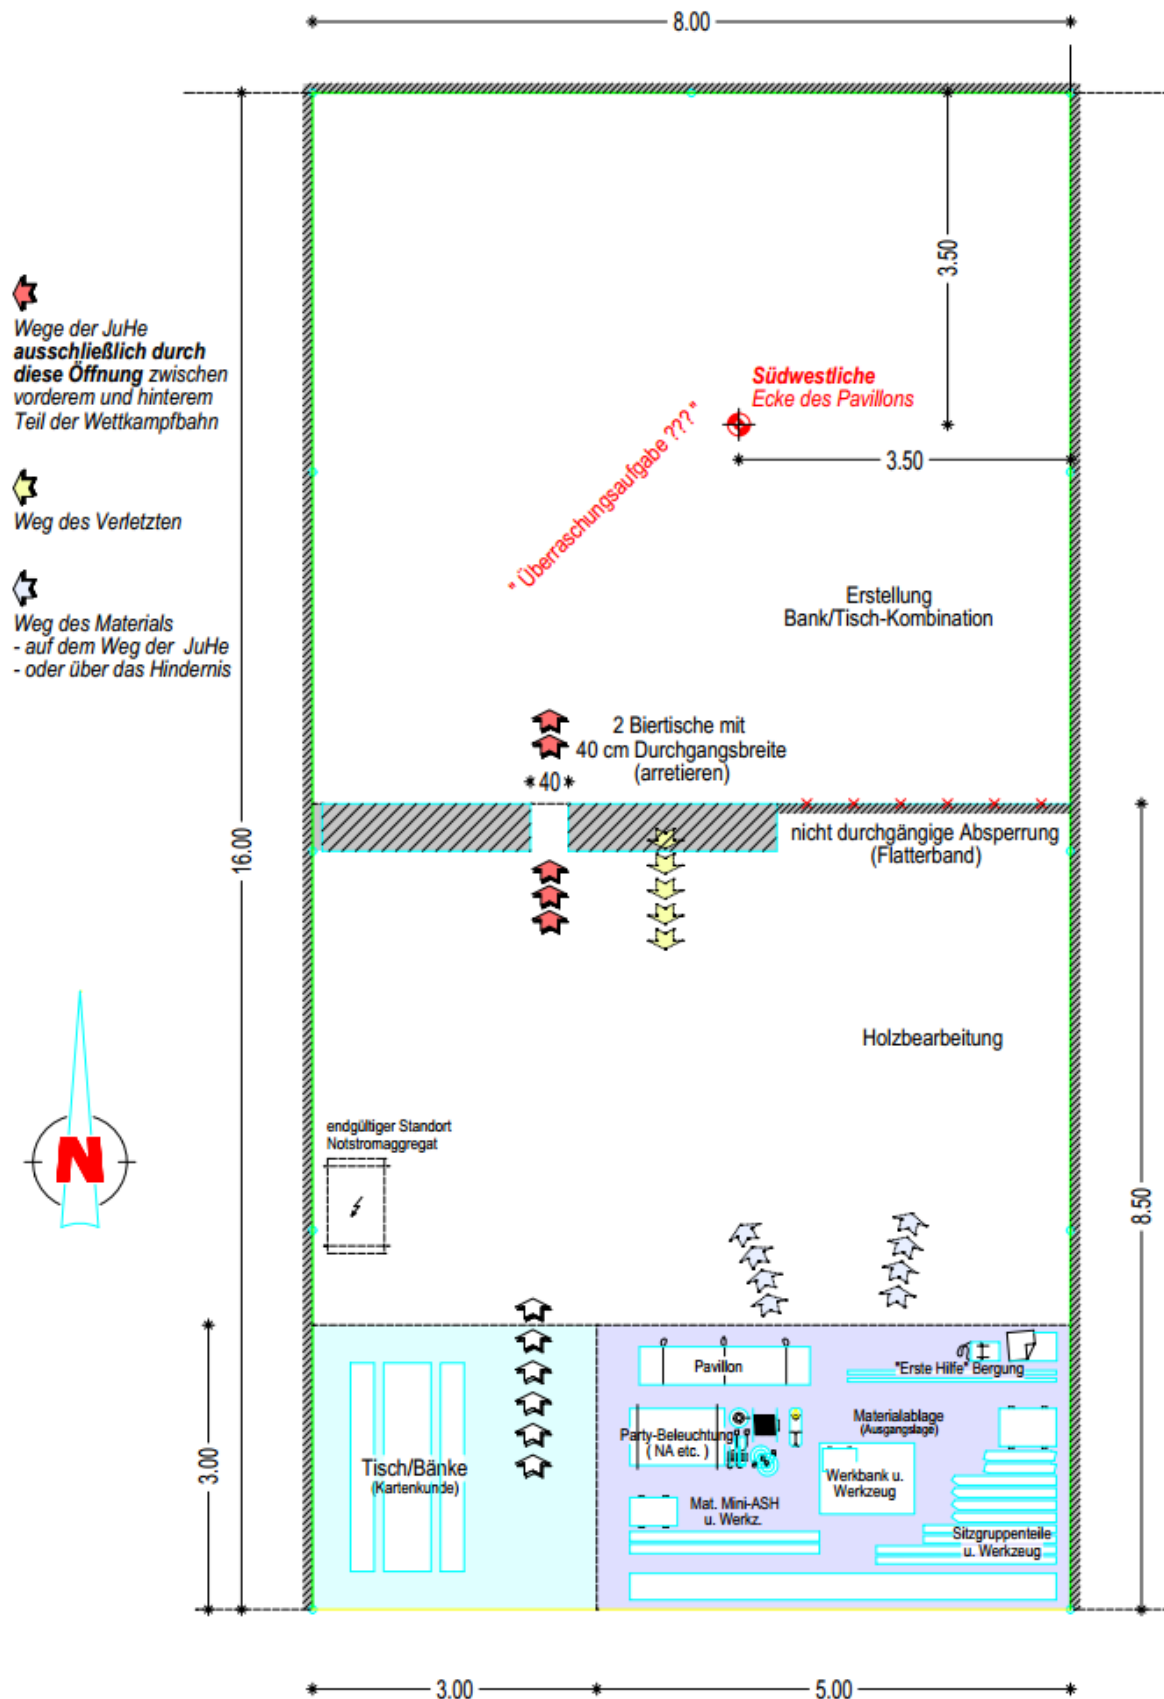 8.00
3.50
Wege der JuHe
ausschließlich durch
diese Öffnung zwischen
vorderem und hinterem
Teil der Wettkampfbahn
Südwestliche
Ecke des Pavillons
3.50
" Überraschungsaufgabe ??? "
Weg des Verletzten
Weg des Materials
- auf dem Weg der JuHe
- oder über das Hindernis
Erstellung
Bank/Tisch-Kombination
2 Biertische mit
40 cm Durchgangsbreite
(arretieren)
40
16.00
nicht durchgängige Absperrung
(Flatterband)
Holzbearbeitung
N
endgültiger Standort
Notstromaggregat
8.50
3.00
Pavillon
"Erste Hilfe" Bergung
Party-Beleuchtung
( NA etc. )
Materialablage
(Ausgangslage)
Tisch/Bänke
(Kartenkunde)
Werkbank u.
Werkzeug
Mat. Mini-ASH
u. Werkz.
Sitzgruppenteile
u. Werkzeug
3.00
5.00